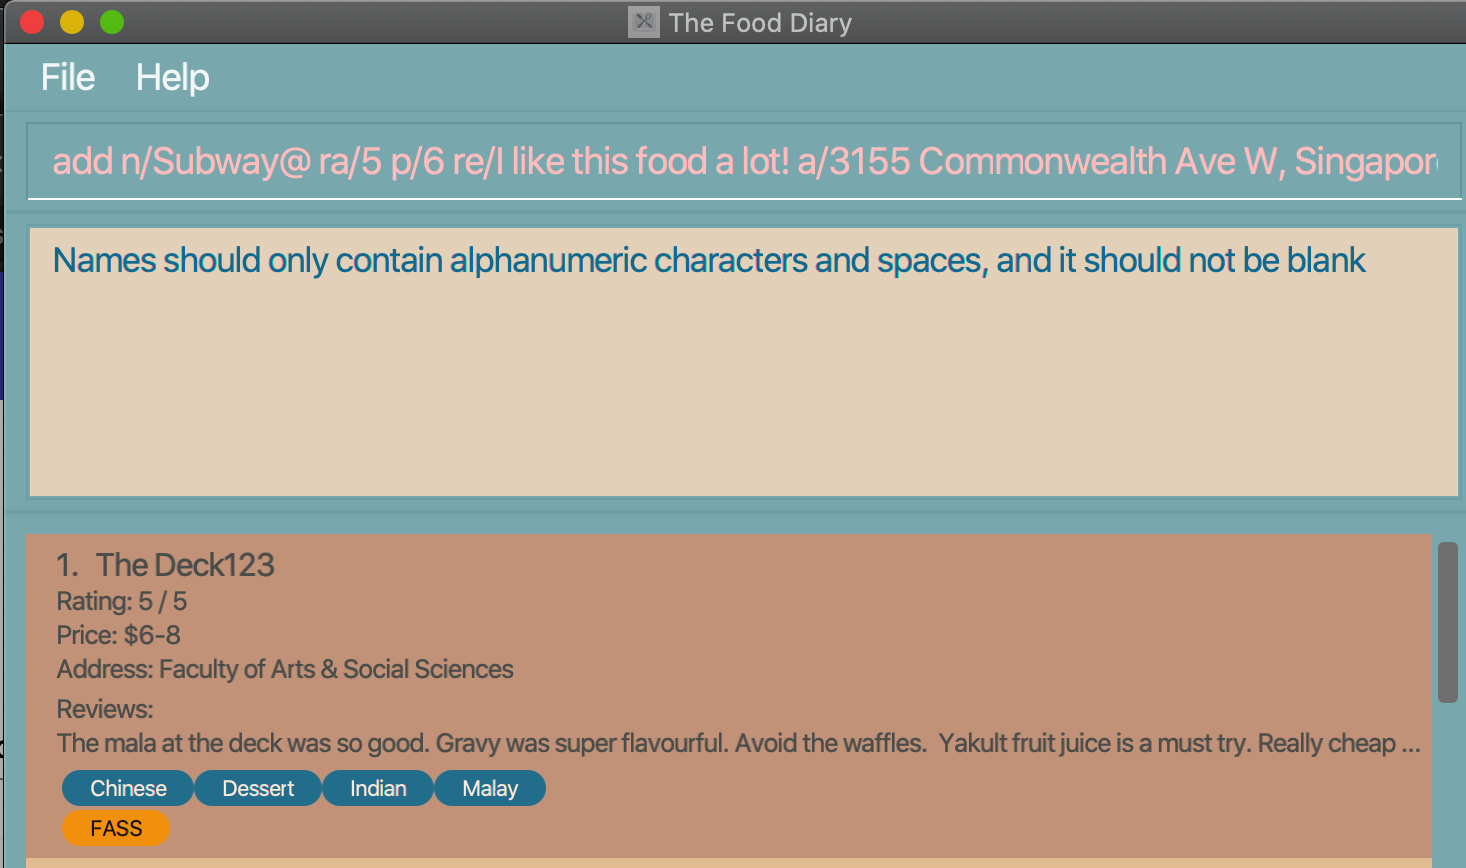 The Food Diary
File Help
add n/Subway@ ra/5 p/6 re/I like this food a lot! a/3155 Commonwealth Ave W, Singapor
Names should only contain alphanumeric characters and spaces, and it should not be blank
1. The Deck123
Rating: 5 / 5
Price: $6-8
Address: Faculty of Arts & Social Sciences
Reviews:
The mala at the deck was so good. Gravy was super flavourful. Avoid the waffles. Yakult fruit juice is a must try. Really cheap ...
Chinese Dessert Indian Malay
FASS